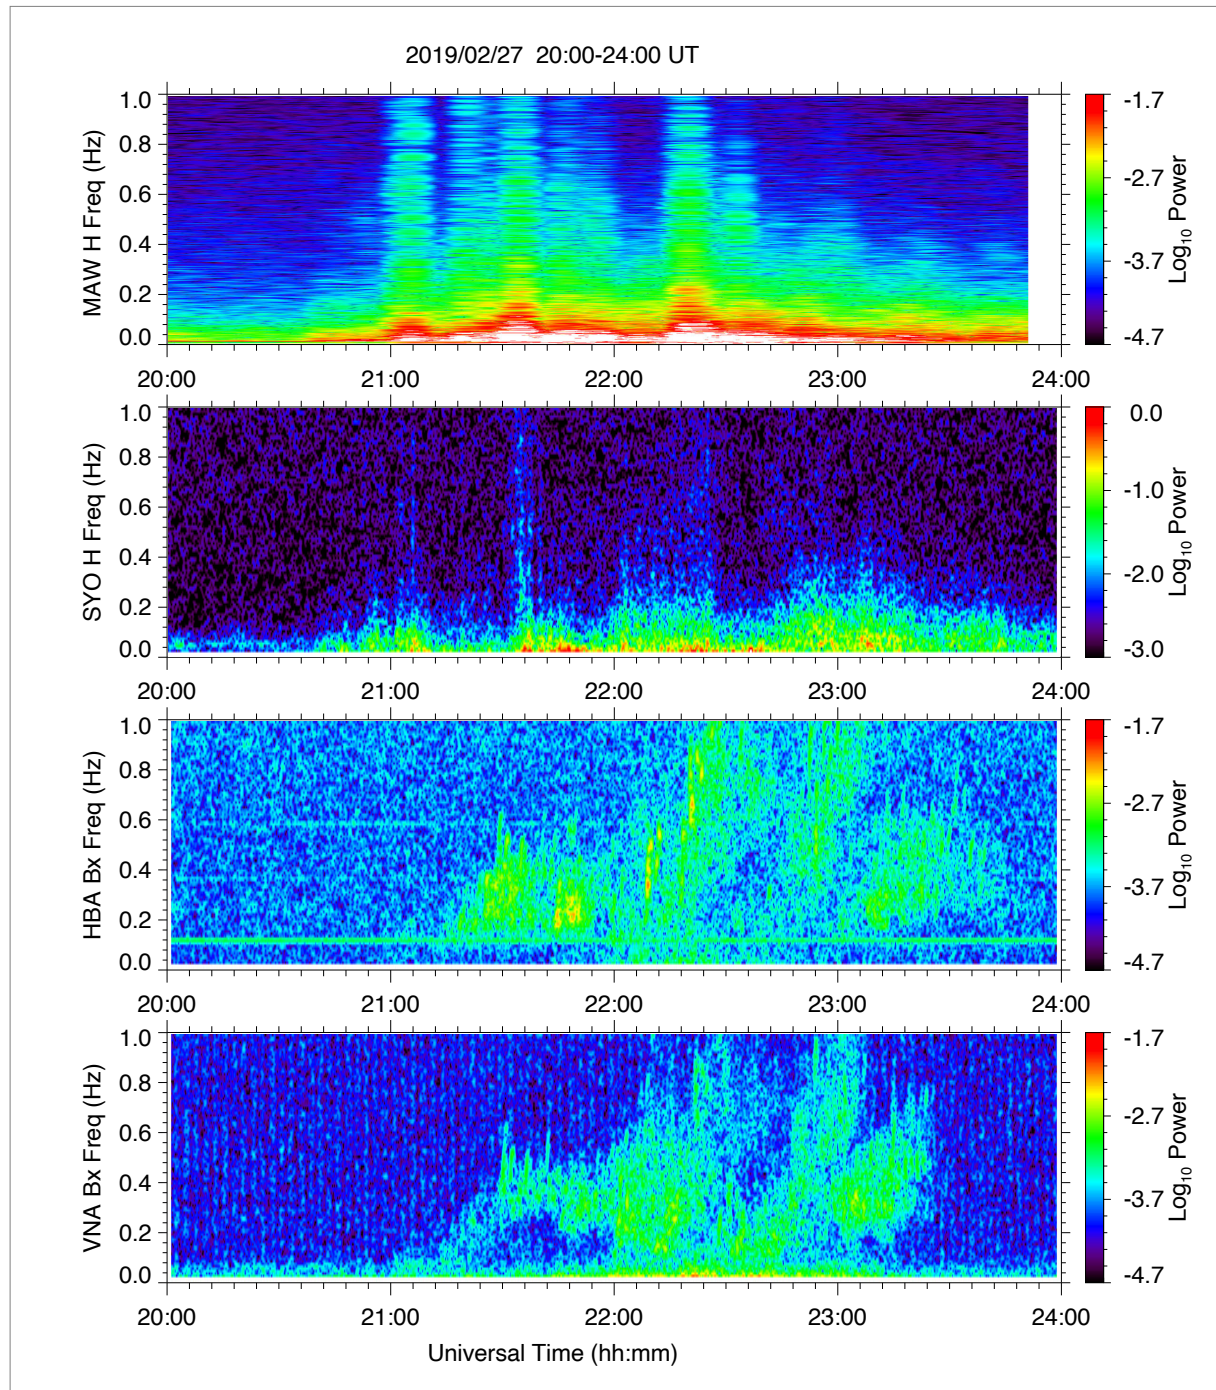 2019/02/27  20:00-24:00 UT
MAW H Freq (Hz)
1.0
0.8
0.6
0.4
0.2
0.0
20:00 21:00 22:00 23:00 24:00
-1.7
-2.7
-3.7
-4.7
Log10 Power
SYO H Freq (Hz)
1.0
0.8
0.6
0.4
0.2
0.0
20:00 21:00 22:00 23:00 24:00
0.0
-1.0
-2.0
-3.0
Log10 Power
HBA Bx Freq (Hz)
1.0
0.8
0.6
0.4
0.2
0.0
20:00 21:00 22:00 23:00 24:00
-1.7
-2.7
-3.7
-4.7
Log10 Power
VNA Bx Freq (Hz)
1.0
0.8
0.6
0.4
0.2
0.0
20:00 21:00 22:00 23:00 24:00
-1.7
-2.7
-3.7
-4.7
Log10 Power
Universal Time (hh:mm)